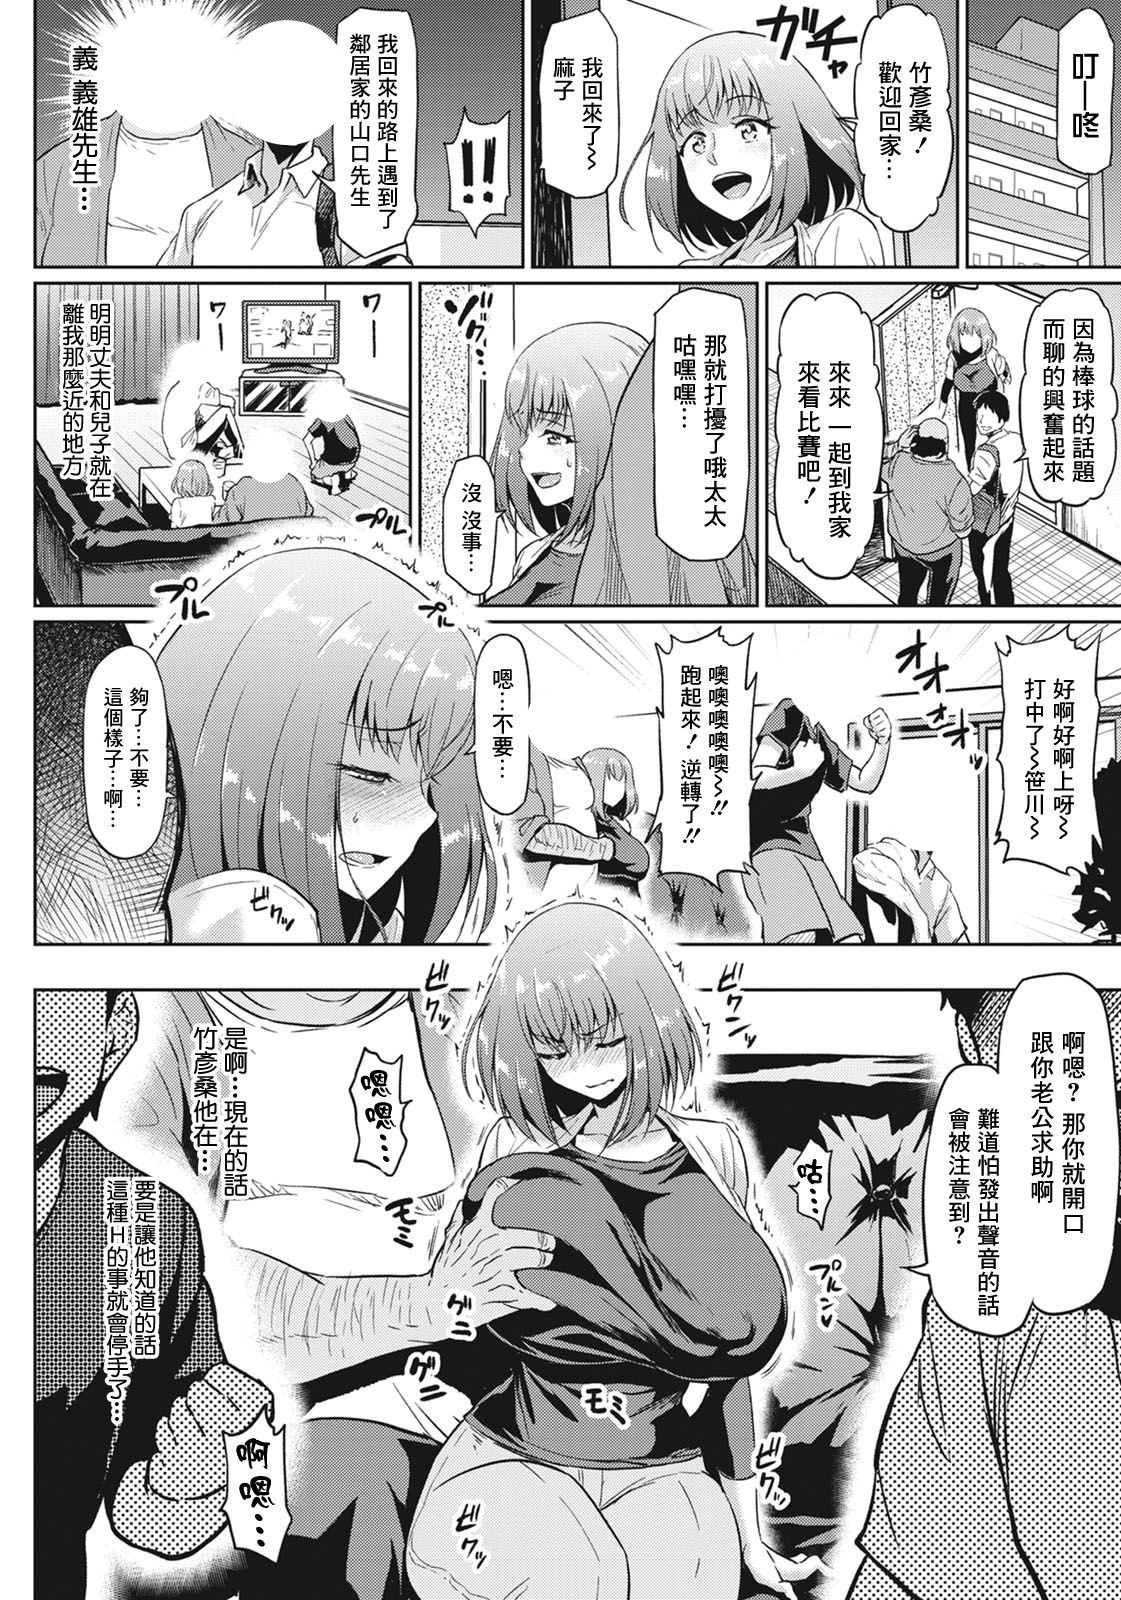 叮—咚
竹彥桑！
歡迎回家…
ガチャ
我回來了～
麻子
！！
我回來的路上遇到了
鄰居家的山口先生
義 義雄先生…
因為棒球的話題
而聊的興奮起來
來來 一起到我家
來看比賽吧！
那就打擾了哦太太
咕嘿嘿…
ゾク…
沒 沒事…
ワー
ワー
明明丈夫和兒子就在
離我那麼近的地方
好啊好啊上呀～
打中了～笹川～
オオオ
噢噢噢噢噢～!!
跑起來！逆轉了!!
嗯…不要…
プル
プル
プル
夠了…不要…
這個樣子…啊…
ビクッ
啊嗯？那你就開口
跟你老公求助啊
難道怕發出聲音的話
會被注意到？
咕…
ビクンッ
ビクッ
プルン
嗯嗯…
モミ
グニ
グニ
モミ
ビクッ
ビクッ
是啊…現在的話
竹彥桑他在…
要是讓他知道的話
這種H的事就會停手了…
啊嗯…